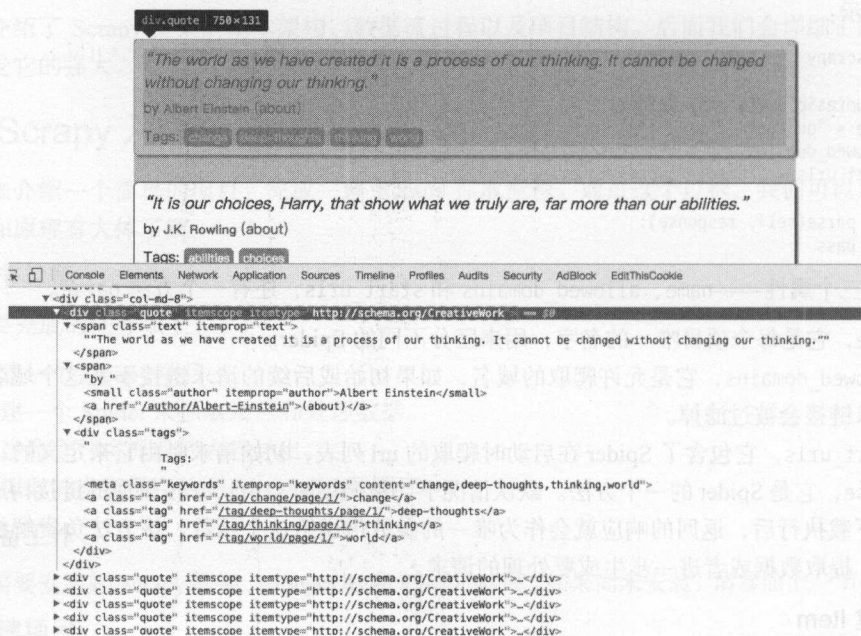 div.quote 750×131
“The world as we have created it is a process of our thinking. It cannot be changed
without changing our thinking.”
by Albert Einstein (about)
Tags: change deep-thoughts thinking world
“It is our choices, Harry, that show what we truly are, far more than our abilities.”
by J.K. Rowling (about)
Tags: abilities choices
Console Elements Network Application Sources Timeline Profiles Audits Security AdBlock EditThisCookie
▼<div class="col-md-8">
▼<div class="quote" itemscope itemtype="http://schema.org/CreativeWork"> == $0
▼<span class="text" itemprop="text">
"“The world as we have created it is a process of our thinking. It cannot be changed without changing our thinking.”"
</span>
▼<span>
"by "
<small class="author" itemprop="author">Albert Einstein</small>
<a href="/author/Albert-Einstein">(about)</a>
</span>
▼<div class="tags">
"
Tags:
"
<meta class="keywords" itemprop="keywords" content="change,deep-thoughts,thinking,world">
<a class="tag" href="/tag/change/page/1/">change</a>
<a class="tag" href="/tag/deep-thoughts/page/1/">deep-thoughts</a>
<a class="tag" href="/tag/thinking/page/1/">thinking</a>
<a class="tag" href="/tag/world/page/1/">world</a>
</div>
</div>
▶<div class="quote" itemscope itemtype="http://schema.org/CreativeWork">…</div>
▶<div class="quote" itemscope itemtype="http://schema.org/CreativeWork">…</div>
▶<div class="quote" itemscope itemtype="http://schema.org/CreativeWork">…</div>
▶<div class="quote" itemscope itemtype="http://schema.org/CreativeWork">…</div>
▶<div class="quote" itemscope itemtype="http://schema.org/CreativeWork">…</div>